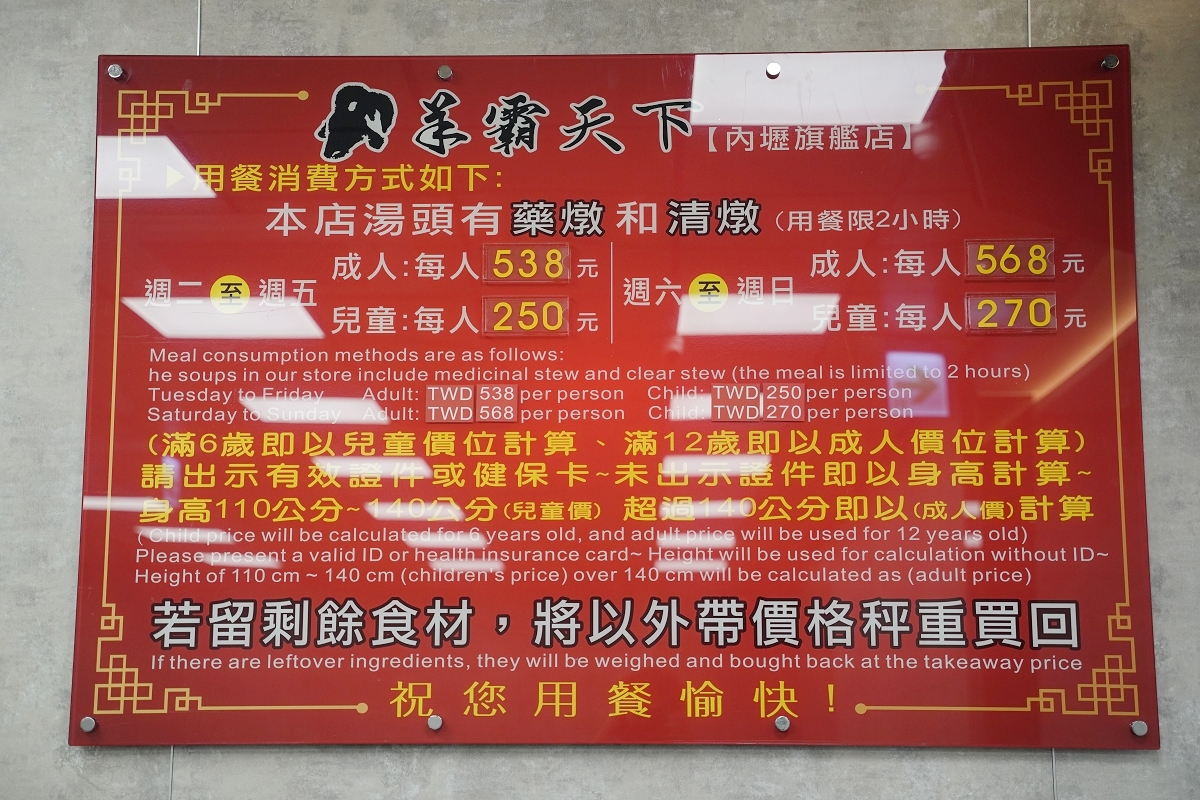 羊霸天下【內壢旗艦店】
▶用餐消費方式如下:
本店湯頭有藥燉和清燉(用餐限2小時)
週二至週五 成人:每人538元 兒童:每人250元
週六至週日 成人:每人568元 兒童:每人270元
Meal consumption methods are as follows:
he soups in our store include medicinal stew and clear stew (the meal is limited to 2 hours)
Tuesday to Friday Adult: TWD 538 per person Child: TWD 250 per person
Saturday to Sunday Adult: TWD 568 per person Child: TWD 270 per person
(滿6歲即以兒童價位計算、滿12歲即以成人價位計算)
請出示有效證件或健保卡~未出示證件即以身高計算~
身高110公分~140公分(兒童價) 超過140公分即以(成人價)計算
( Child price will be calculated for 6 years old, and adult price will be used for 12 years old)
Please present a valid ID or health insurance card~ Height will be used for calculation without ID~
Height of 110 cm ~ 140 cm (children's price) over 140 cm will be calculated as (adult price)
若留剩餘食材，將以外帶價格秤重買回
If there are leftover ingredients, they will be weighed and bought back at the takeaway price
祝您用餐愉快!